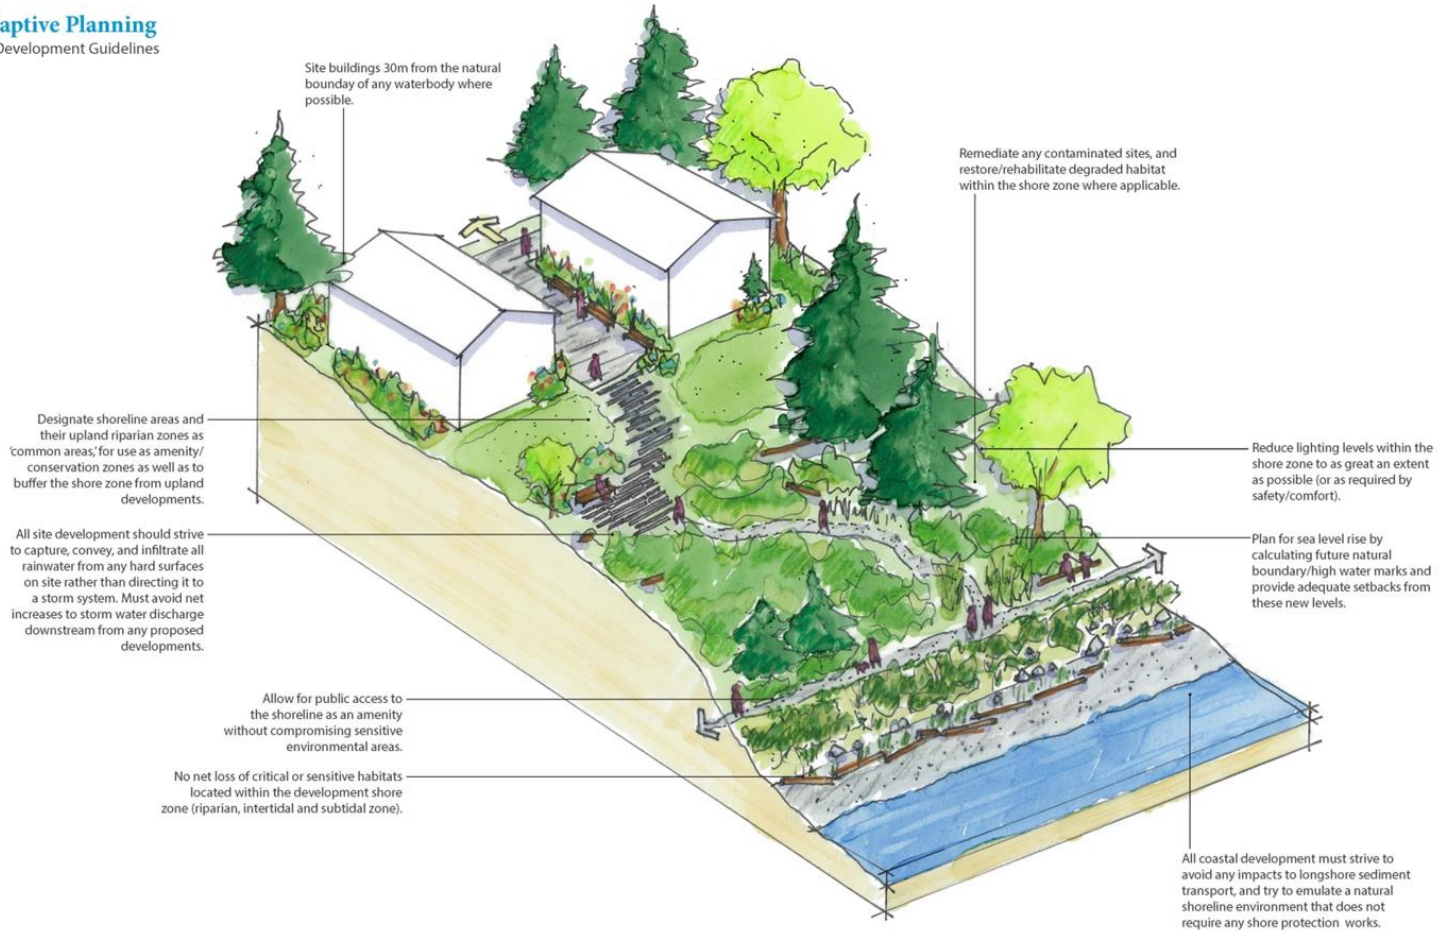 aptive Planning
Development Guidelines
Site buildings 30m from the natural
bounday of any waterbody where
possible.
Remediate any contaminated sites, and
restore/rehabilitate degraded habitat
within the shore zone where applicable.
Designate shoreline areas and
their upland riparian zones as
'common areas,' for use as amenity/
conservation zones as well as to
buffer the shore zone from upland
developments.
Reduce lighting levels within the
shore zone to as great an extent
as possible (or as required by
safety/comfort).
All site development should strive
to capture, convey, and infiltrate all
rainwater from any hard surfaces
on site rather than directing it to
a storm system. Must avoid net
increases to storm water discharge
downstream from any proposed
developments.
Plan for sea level rise by
calculating future natural
boundary/high water marks and
provide adequate setbacks from
these new levels.
Allow for public access to
the shoreline as an amenity
without compromising sensitive
environmental areas.
No net loss of critical or sensitive habitats
located within the development shore
zone (riparian, intertidal and subtidal zone).
All coastal development must strive to
avoid any impacts to longshore sediment
transport, and try to emulate a natural
shoreline environment that does not
require any shore protection works.